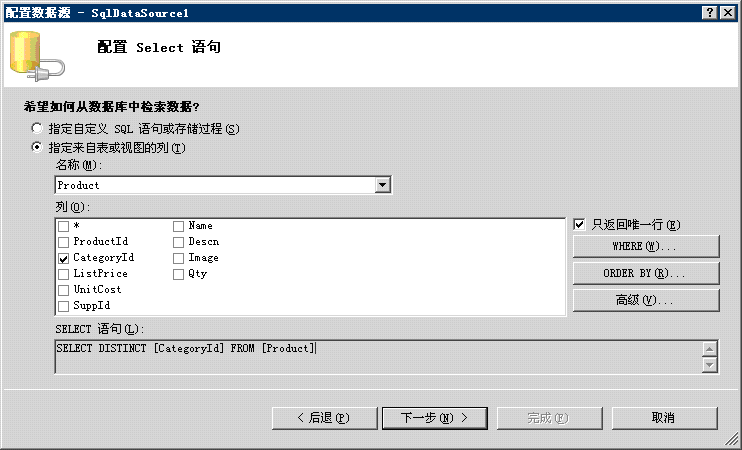 配置数据源 - SqlDataSource1
配置 Select 语句
希望如何从数据库中检索数据?
指定自定义 SQL 语句或存储过程(S)
指定来自表或视图的列(T)
名称(M):
Product
列(O):
* Name
ProductId Descn
CategoryId Image
ListPrice Qty
UnitCost
SuppId
只返回唯一行(E)
WHERE(W)...
ORDER BY(R)...
高级(V)...
SELECT 语句(L):
SELECT DISTINCT [CategoryId] FROM [Product]
< 后退(P) 下一步(N) > 完成(F) 取消